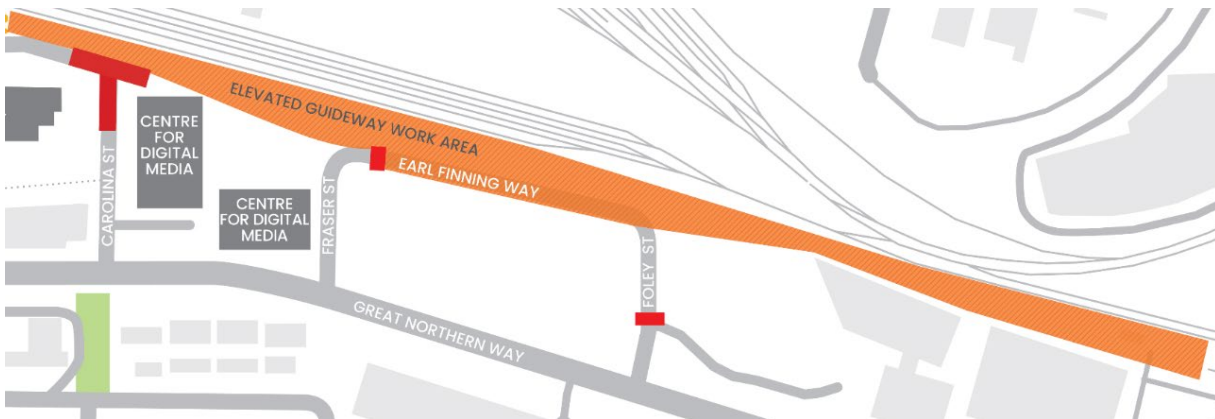 ELEVATED GUIDEWAY WORK AREA
CENTRE
FOR
DIGITAL
MEDIA
CAROLINA ST
EARL FINNING WAY
FRASER ST
CENTRE
FOR DIGITAL
MEDIA
FOLEY ST
GREAT NORTHERN WAY